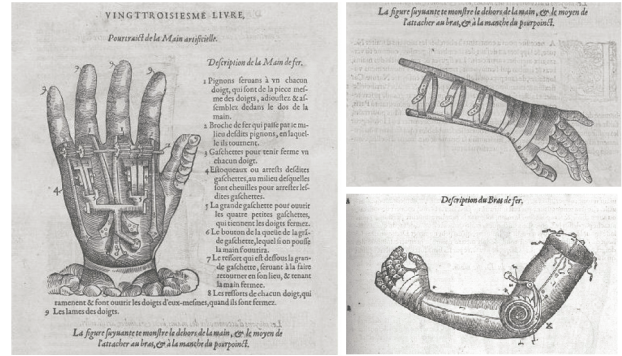 VINGTTROISIESME LIVRE.
Pourtraict de la Main artificielle.
Description de la Main de fer.
1 Pignons seruans à vn chacun
doigt, qui sont de la piece mes-
me des doigts, adioustez & as-
semblez dedans le dos de la
main.
2 Broche de fer qui passe par le mi-
lieu desdits pignons, en laquel-
le ils tournent.
3 Gaschettes pour tenir ferme vn
chacun doigt.
4 Estoqueaux ou arrests desdites
gaschettes, au milieu desquelles
sont cheuilles pour arrester les-
dites gaschettes.
5 La grande gaschette pour ouurir
les quatre petites gaschettes,
qui tiennent les doigts fermez.
6 Le bouton de la queuë de la grã-
de gaschette, lequel si on pousse
la main s'ouurira.
7 Le ressort qui est dessous la gran-
de gaschette, seruant à la faire
retourner en son lieu, & tenant
la main fermee.
8 Les ressorts de chacun doigt, qui
ramenent & font ouurir les doigts d'eux-mesmes, quand ils sont fermez.
9 Les lames des doigts.
La figure suyuante te monstre le dehors de la main, & le moyen de
l'attacher au bras, & à la manche du pourpoinct.
La figure suyuante te monstre le dehors de la main, & le moyen de
l'attacher au bras, & à la manche du pourpoinct.
Description du Bras de fer.